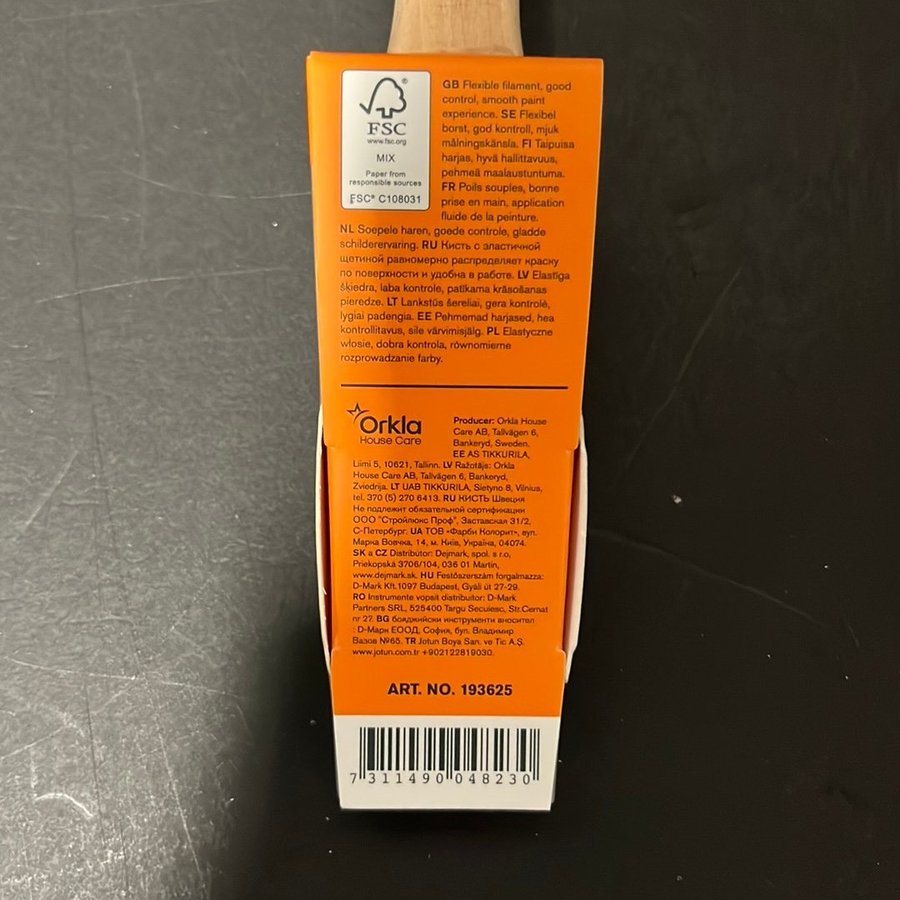 FSC®
www.fsc.org
MIX
Paper from
responsible sources
FSC® C108031
GB Flexible filament, good
control, smooth paint
experience. SE Flexibel
borst, god kontroll, mjuk
målningskänsla. FI Taipuisa
harjas, hyvä hallittavuus,
pehmeä maalaustuntuma.
FR Poils souples, bonne
prise en main, application
fluide de la peinture.
NL Soepele haren, goede controle, gladde
schilderervaring. RU Кисть с эластичной
щетиной равномерно распределяет краску
по поверхности и удобна в работе. LV Elastīga
šķiedra, laba kontrole, patīkama krāsošanas
pieredze. LT Lankstūs šereliai, gera kontrolė,
lygiai padengia. EE Pehmemad harjased, hea
kontrollitavus, sile värvimisjälg. PL Elastyczne
włosie, dobra kontrola, równomierne
rozprowadzanie farby.
Orkla
House Care
Producer: Orkla House
Care AB, Tallvägen 6,
Bankeryd, Sweden.
EE AS TIKKURILA,
Liimi 5, 10621, Tallinn. LV Ražotājs: Orkla
House Care AB, Tallvägen 6, Bankeryd,
Zviedrija. LT UAB TIKKURILA, Sietyno 8, Vilnius,
tel. 370 (5) 270 6413. RU КИСТЬ Швеция
Не подлежит обязательной сертификации
ООО "Стройлюкс Проф", Заставская 31/2,
С-Петербург. UA ТОВ «Фарби Колорит», вул.
Марка Вовчка, 14, м. Київ, Україна, 04074.
SK a CZ Distribútor: Dejmark, spol. s r.o,
Priekopská 3706/104, 036 01 Martin,
www.dejmark.sk. HU Festőszerszám forgalmazza:
D-Mark Kft.1097 Budapest, Gyáli út 27-29.
RO Instrumente vopsit distribuitor: D-Mark
Partners SRL, 525400 Targu Secuiesc, Str.Cernat
nr 27. BG бояджийски инструменти вносител
: D-Марк ЕООД, София, бул. Владимир
Вазов №65. TR Jotun Boya San. ve Tic A.Ş.
www.jotun.com.tr +902122819030.
ART. NO. 193625
7 311490 048230